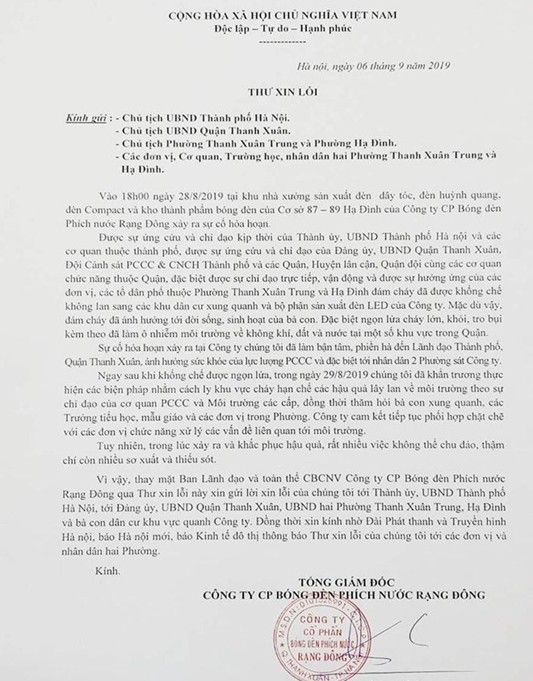 CỘNG HÒA XÃ HỘI CHỦ NGHĨA VIỆT NAM
Độc lập – Tự do – Hạnh phúc
Hà nội, ngày 06 tháng 9 năm 2019
THƯ XIN LỖI
Kính gửi : - Chủ tịch UBND Thành phố Hà Nội.
- Chủ tịch UBND Quận Thanh Xuân.
- Chủ tịch Phường Thanh Xuân Trung và Phường Hạ Đình.
- Các đơn vị, Cơ quan, Trường học, nhân dân hai Phường Thanh Xuân Trung và
Hạ Đình.
Vào 18h00 ngày 28/8/2019 tại khu nhà xưởng sản xuất đèn dây tóc, đèn huỳnh quang,
đèn Compact và kho thành phẩm bóng đèn của Cơ sở 87 – 89 Hạ Đình của Công ty CP Bóng đèn
Phích nước Rạng Đông xảy ra sự cố hỏa hoạn.
Được sự ứng cứu và chỉ đạo kịp thời của Thành ủy, UBND Thành phố Hà Nội và các
cơ quan thuộc thành phố, được sự ứng cứu và chỉ đạo của Đảng ủy, UBND Quận Thanh Xuân,
Đội Cảnh sát PCCC & CNCH Thành phố và các Quận, Huyện lân cận, Quân đội cùng các cơ quan
chức năng thuộc Quận, đặc biệt được sự chỉ đạo trực tiếp, vận động và được sự hưởng ứng của các
đơn vị, các tổ dân phố thuộc Phường Thanh Xuân Trung và Hạ Đình đám cháy đã được khống chế
không lan sang các khu dân cư xung quanh và bộ phận sản xuất đèn LED của Công ty. Mặc dù vậy,
đám cháy đã ảnh hưởng tới đời sống, sinh hoạt của bà con. Đặc biệt ngọn lửa cháy lớn, khói, tro bụi
kèm theo đã làm ô nhiễm môi trường về không khí, đất và nước tại một số khu vực trong Quận.
Sự cố hỏa hoạn xảy ra tại Công ty chúng tôi đã làm bận tâm, phiền hà đến Lãnh đạo Thành phố,
Quận Thanh Xuân, ảnh hưởng sức khỏe của lực lượng PCCC và đặc biệt tới nhân dân 2 Phường sát Công ty.
Ngay sau khi khống chế được ngọn lửa, trong ngày 29/8/2019 chúng tôi đã khẩn trương thực
hiện các biện pháp nhằm cách ly khu vực cháy hạn chế các hậu quả lây lan về môi trường theo sự
chỉ đạo của cơ quan PCCC và Môi trường các cấp, đồng thời thăm hỏi bà con xung quanh, các
Trường tiểu học, mẫu giáo và các đơn vị trong Phường. Công ty cam kết tiếp tục phối hợp chặt chẽ
với các đơn vị chức năng xử lý các vấn đề liên quan tới môi trường.
Tuy nhiên, trong lúc xảy ra và khắc phục hậu quả, rất nhiều việc không thể chu đáo, thậm
chí còn nhiều sơ xuất và thiếu sót.
Vì vậy, thay mặt Ban Lãnh đạo và toàn thể CBCNV Công ty CP Bóng đèn Phích nước
Rạng Đông qua Thư xin lỗi này xin gửi lời xin lỗi của chúng tôi tới Thành ủy, UBND Thành phố
Hà Nội, tới Đảng ủy, UBND Quận Thanh Xuân, UBND hai Phường Thanh Xuân Trung, Hạ Đình
và bà con dân cư khu vực quanh Công ty. Đồng thời xin kính nhờ Đài Phát thanh và Truyền hình
Hà nội, báo Hà nội mới, báo Kinh tế đô thị thông báo Thư xin lỗi của chúng tôi tới các đơn vị và
nhân dân hai Phường.
Kính.
TỔNG GIÁM ĐỐC
CÔNG TY CP BÓNG ĐÈN PHÍCH NƯỚC RẠNG ĐÔNG
CÔNG TY
CỔ PHẦN
BÓNG ĐÈN PHÍCH NƯỚC
RẠNG ĐÔNG